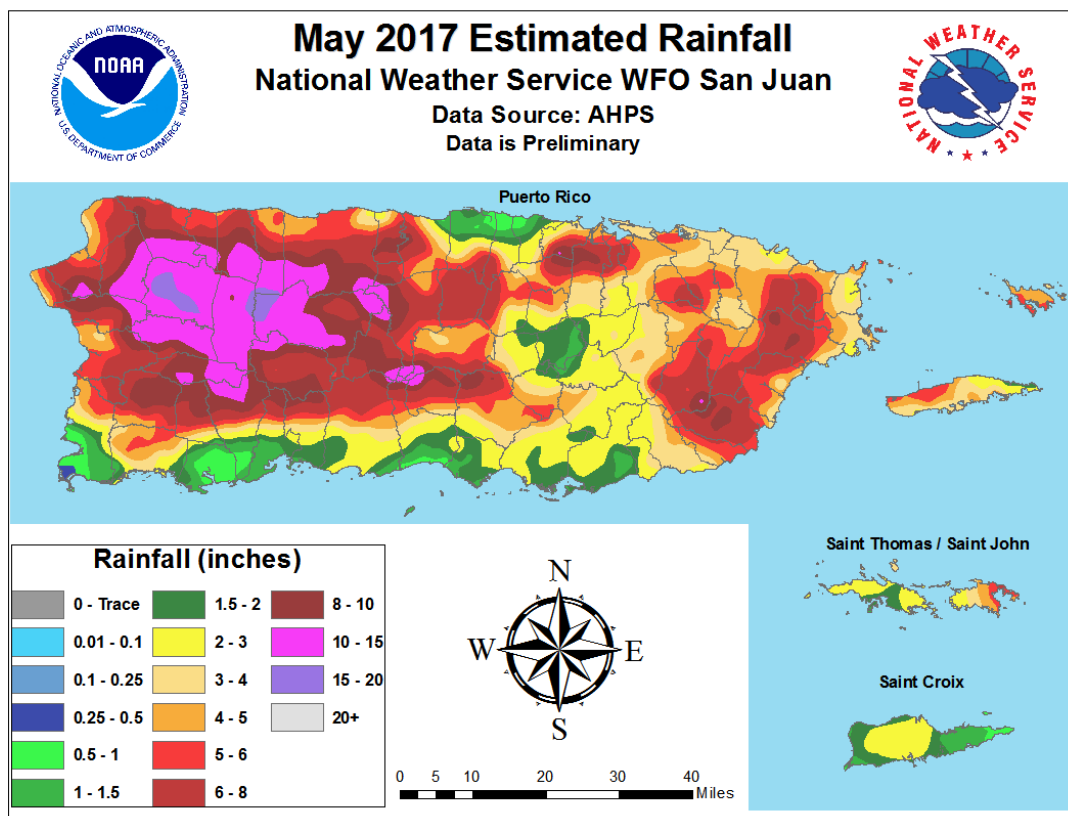 May 2017 Estimated Rainfall
National Weather Service WFO San Juan
Data Source: AHPS
Data is Preliminary
NATIONAL OCEANIC AND ATMOSPHERIC ADMINISTRATION
NOAA
U.S. DEPARTMENT OF COMMERCE
NATIONAL WEATHER SERVICE
Puerto Rico
Saint Thomas / Saint John
Saint Croix
Rainfall (inches)
0 - Trace
0.01 - 0.1
0.1 - 0.25
0.25 - 0.5
0.5 - 1
1 - 1.5
1.5 - 2
2 - 3
3 - 4
4 - 5
5 - 6
6 - 8
8 - 10
10 - 15
15 - 20
20+
N
W E
S
0 5 10 20 30 40
Miles